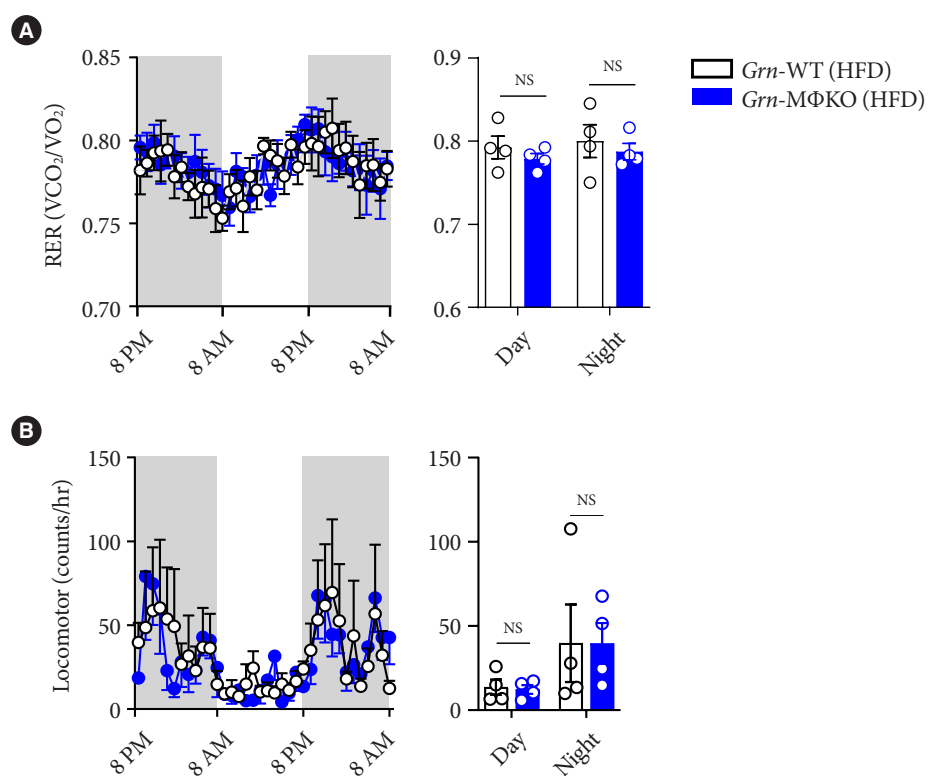 A
RER (VCO₂/VO₂)
0.85
0.80
0.75
0.70
8 PM
8 AM
8 PM
8 AM
0.9
0.8
0.7
0.6
NS
NS
Day
Night
Grn-WT (HFD)
Grn-MΦKO (HFD)
B
Locomotor (counts/hr)
150
100
50
0
8 PM
8 AM
8 PM
8 AM
150
100
50
0
NS
NS
Day
Night